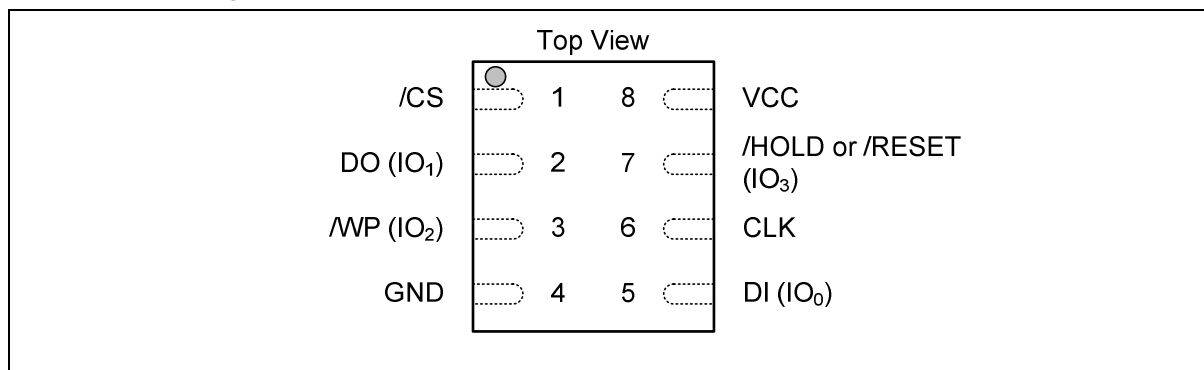 Top View
/CS 1 8 VCC
DO (IO₁) 2 7 /HOLD or /RESET
(IO₃)
/WP (IO₂) 3 6 CLK
GND 4 5 DI (IO₀)